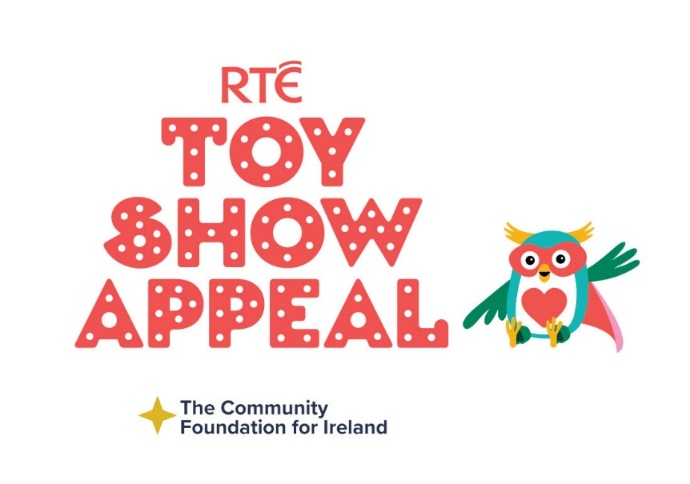 RTÉ
TOY
SHOW
APPEAL
The Community
Foundation for Ireland